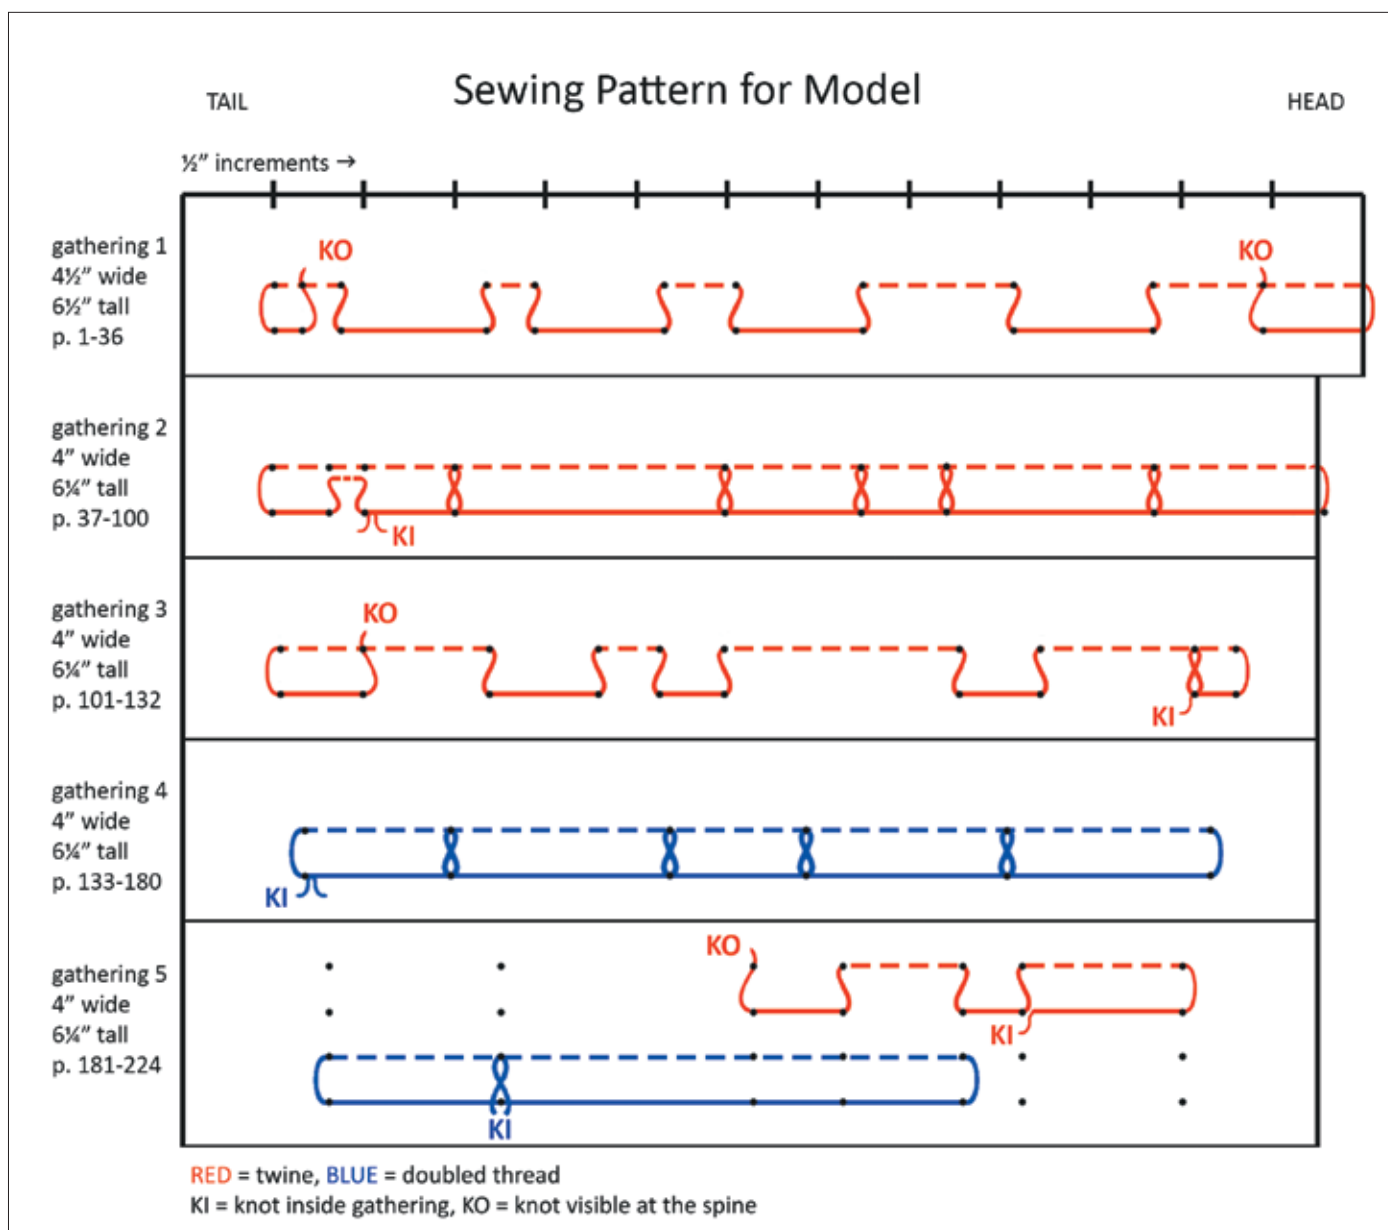 Sewing Pattern for Model
TAIL
HEAD
½” increments →
gathering 1
4½” wide
6½” tall
p. 1-36
KO
KO
gathering 2
4” wide
6¼” tall
p. 37-100
KI
gathering 3
4” wide
6¼” tall
p. 101-132
KO
KI
gathering 4
4” wide
6¼” tall
p. 133-180
KI
gathering 5
4” wide
6¼” tall
p. 181-224
KO
KI
KI
RED = twine, BLUE = doubled thread
KI = knot inside gathering, KO = knot visible at the spine